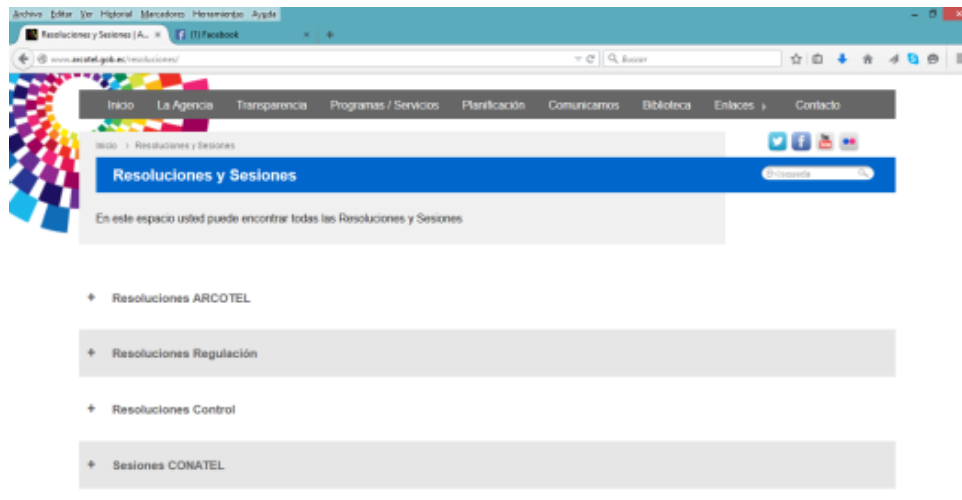 Archivo Editar Ver Historial Marcadores Herramientas Ayuda
Resoluciones y Sesiones | A... × (1) Facebook × +
www.arcotel.gob.ec/resoluciones/ Buscar
Inicio La Agencia Transparencia Programas / Servicios Planificación Comunicamos Biblioteca Enlaces Contacto
Inicio › Resoluciones y Sesiones
Resoluciones y Sesiones
Búsqueda
En este espacio usted puede encontrar todas las Resoluciones y Sesiones
+ Resoluciones ARCOTEL
+ Resoluciones Regulación
+ Resoluciones Control
+ Sesiones CONATEL